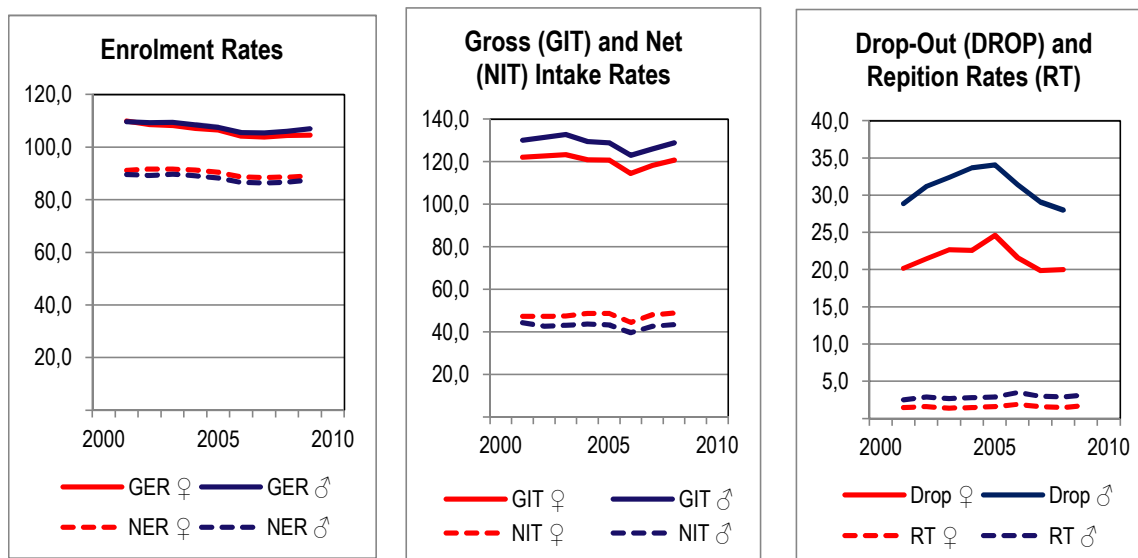 Enrolment Rates
120,0
100,0
80,0
60,0
40,0
20,0
2000 2005 2010
GER ♀ GER ♂
NER ♀ NER ♂
Gross (GIT) and Net
(NIT) Intake Rates
140,0
120,0
100,0
80,0
60,0
40,0
20,0
2000 2005 2010
GIT ♀ GIT ♂
NIT ♀ NIT ♂
Drop-Out (DROP) and
Repition Rates (RT)
40,0
35,0
30,0
25,0
20,0
15,0
10,0
5,0
2000 2005 2010
Drop ♀ Drop ♂
RT ♀ RT ♂